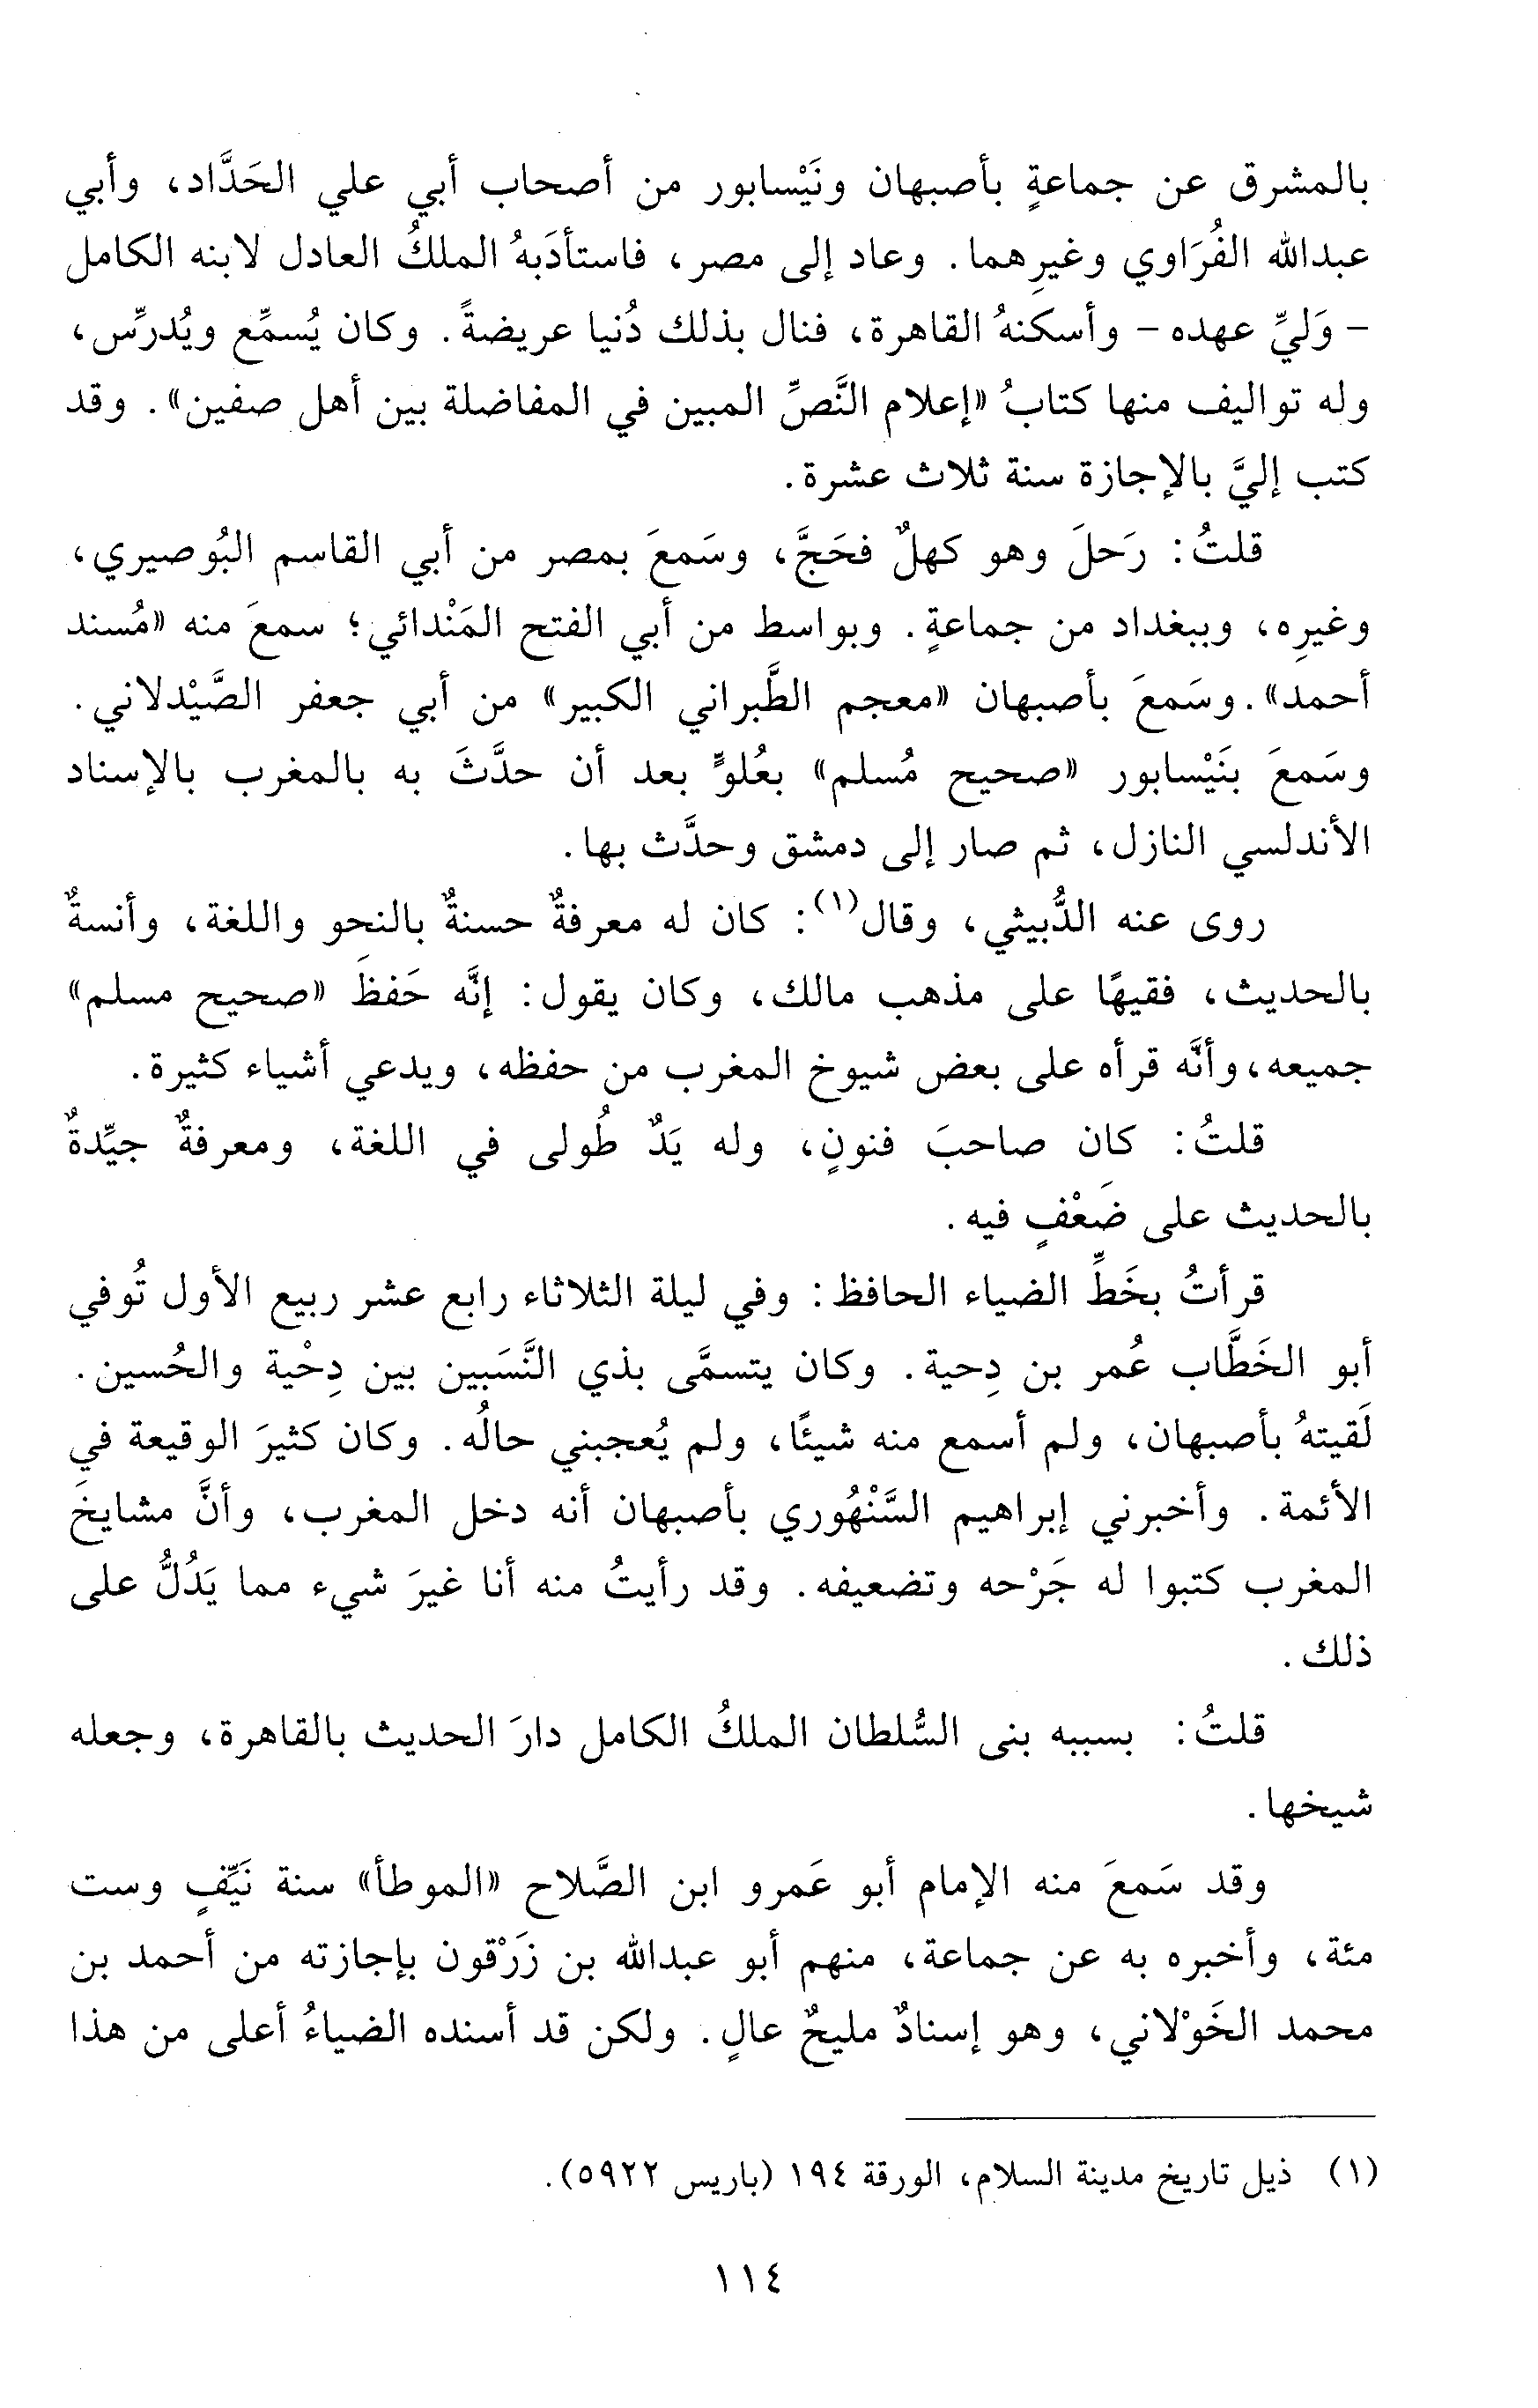 بالمشرق عن جماعةٍ بأصبهان ونَيْسابور من أصحاب أبي علي الحَدَّاد، وأبي
عبدالله الفُرَاوي وغيرِهما. وعاد إلى مصر، فاستأدَبهُ الملكُ العادل لابنه الكامل
- وَليِّ عهده - وأسكنهُ القاهرة، فنال بذلك دُنيا عريضةً. وكان يُسمِّع ويُدرِّس،
وله تواليف منها كتابُ «إعلام النَّصِّ المبين في المفاضلة بين أهل صفين». وقد
كتب إليَّ بالإجازة سنة ثلاث عشرة.
قلتُ: رَحلَ وهو كهلٌ فحَجَّ، وسَمعَ بمصر من أبي القاسم البُوصيري،
وغيرِه، وببغداد من جماعةٍ. وبواسط من أبي الفتح المَنْدائي؛ سمعَ منه «مُسند
أحمد». وسَمعَ بأصبهان «معجم الطَّبراني الكبير» من أبي جعفر الصَّيْدلاني.
وسَمعَ بنَيْسابور «صحيح مُسلم» بعُلوٍّ بعد أن حدَّثَ به بالمغرب بالإسناد
الأندلسي النازل، ثم صار إلى دمشق وحدَّث بها.
روى عنه الدُّبيثي، وقال(١): كان له معرفةٌ حسنةٌ بالنحو واللغة، وأنسةٌ
بالحديث، فقيهًا على مذهب مالك، وكان يقول: إنَّه حَفظَ «صحيح مسلم»
جميعه، وأنَّه قرأه على بعض شيوخ المغرب من حفظه، ويدعي أشياء كثيرة.
قلتُ: كان صاحبَ فنونٍ، وله يَدٌ طُولى في اللغة، ومعرفةٌ جيِّدةٌ
بالحديث على ضَعْفٍ فيه.
قرأتُ بخَطِّ الضياء الحافظ: وفي ليلة الثلاثاء رابع عشر ربيع الأول تُوفي
أبو الخَطَّاب عُمر بن دِحية. وكان يتسمَّى بذي النَّسَبين بين دِحْية والحُسين.
لَقيتهُ بأصبهان، ولم أسمع منه شيئًا، ولم يُعجبني حالُه. وكان كثيرَ الوقيعة في
الأئمة. وأخبرني إبراهيم السَّنْهُوري بأصبهان أنه دخل المغرب، وأنَّ مشايخَ
المغرب كتبوا له جَرْحه وتضعيفه. وقد رأيتُ منه أنا غيرَ شيء مما يَدُلُّ على
ذلك.
قلتُ: بسببه بنى السُّلطان الملكُ الكامل دارَ الحديث بالقاهرة، وجعله
شيخها.
وقد سَمعَ منه الإمام أبو عَمرو ابن الصَّلاح «الموطأ» سنة نَيِّفٍ وست
مئة، وأخبره به عن جماعة، منهم أبو عبدالله بن زَرْقون بإجازته من أحمد بن
محمد الخَوْلاني، وهو إسنادٌ مليحٌ عالٍ. ولكن قد أسنده الضياءُ أعلى من هذا
(١) ذيل تاريخ مدينة السلام، الورقة ١٩٤ (باريس ٥٩٢٢).
١١٤